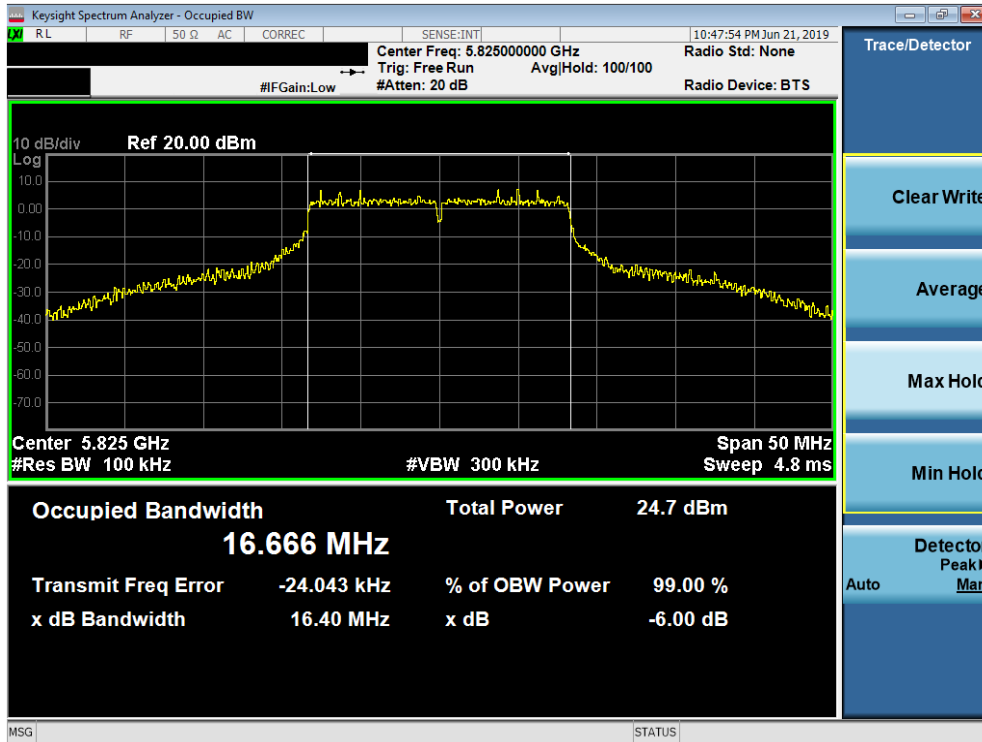 Keysight Spectrum Analyzer - Occupied BW
LXI RL RF 50 Ω AC CORREC SENSE:INT 10:47:54 PM Jun 21, 2019
Center Freq: 5.825000000 GHz Radio Std: None
Trig: Free Run Avg|Hold: 100/100
#IFGain:Low #Atten: 20 dB Radio Device: BTS
Trace/Detector
10 dB/div Ref 20.00 dBm
Log
10.0
0.00
-10.0
-20.0
-30.0
-40.0
-50.0
-60.0
-70.0
Center 5.825 GHz Span 50 MHz
#Res BW 100 kHz #VBW 300 kHz Sweep 4.8 ms
Occupied Bandwidth Total Power 24.7 dBm
16.666 MHz
Transmit Freq Error -24.043 kHz % of OBW Power 99.00 %
x dB Bandwidth 16.40 MHz x dB -6.00 dB
Clear Write
Average
Max Hold
Min Hold
Detector
Peak
Auto Man
MSG STATUS